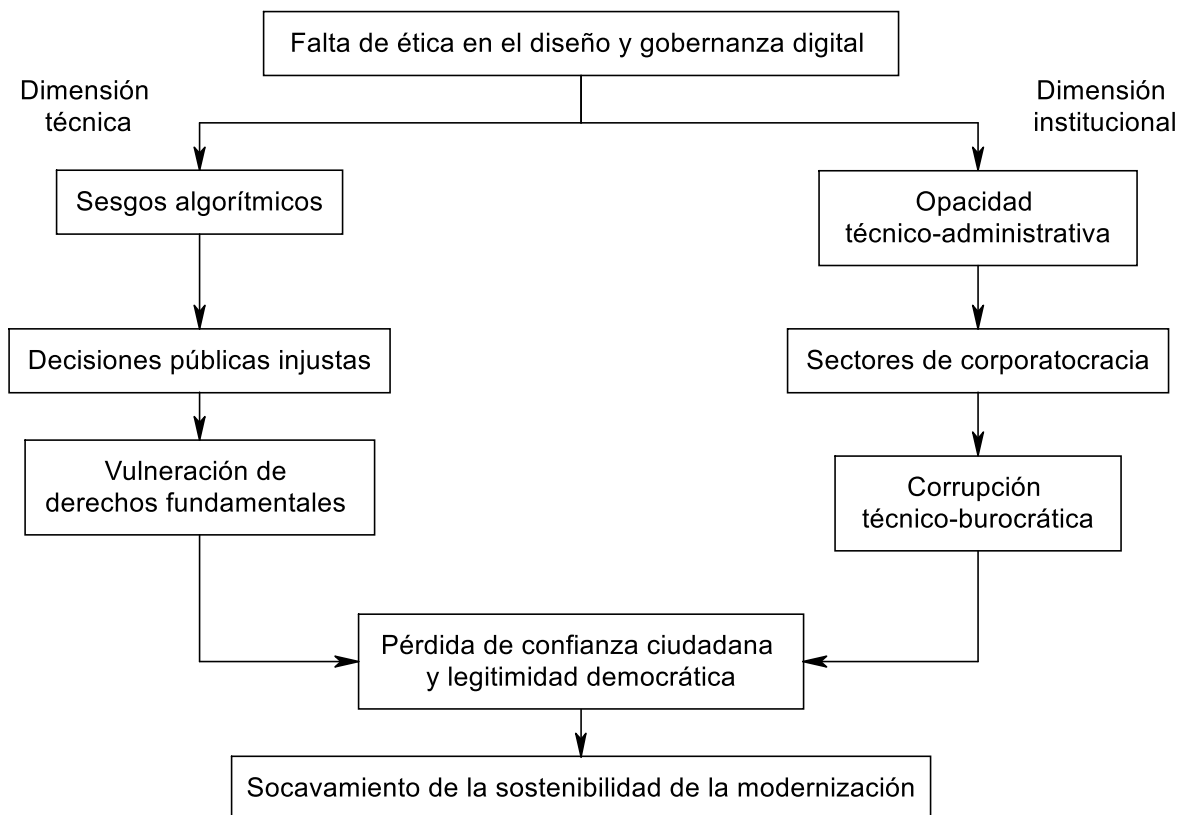 Falta de ética en el diseño y gobernanza digital
Dimensión
técnica
Dimensión
institucional
Sesgos algorítmicos
Opacidad
técnico-administrativa
Decisiones públicas injustas
Sectores de corporatocracia
Vulneración de
derechos fundamentales
Corrupción
técnico-burocrática
Pérdida de confianza ciudadana
y legitimidad democrática
Socavamiento de la sostenibilidad de la modernización